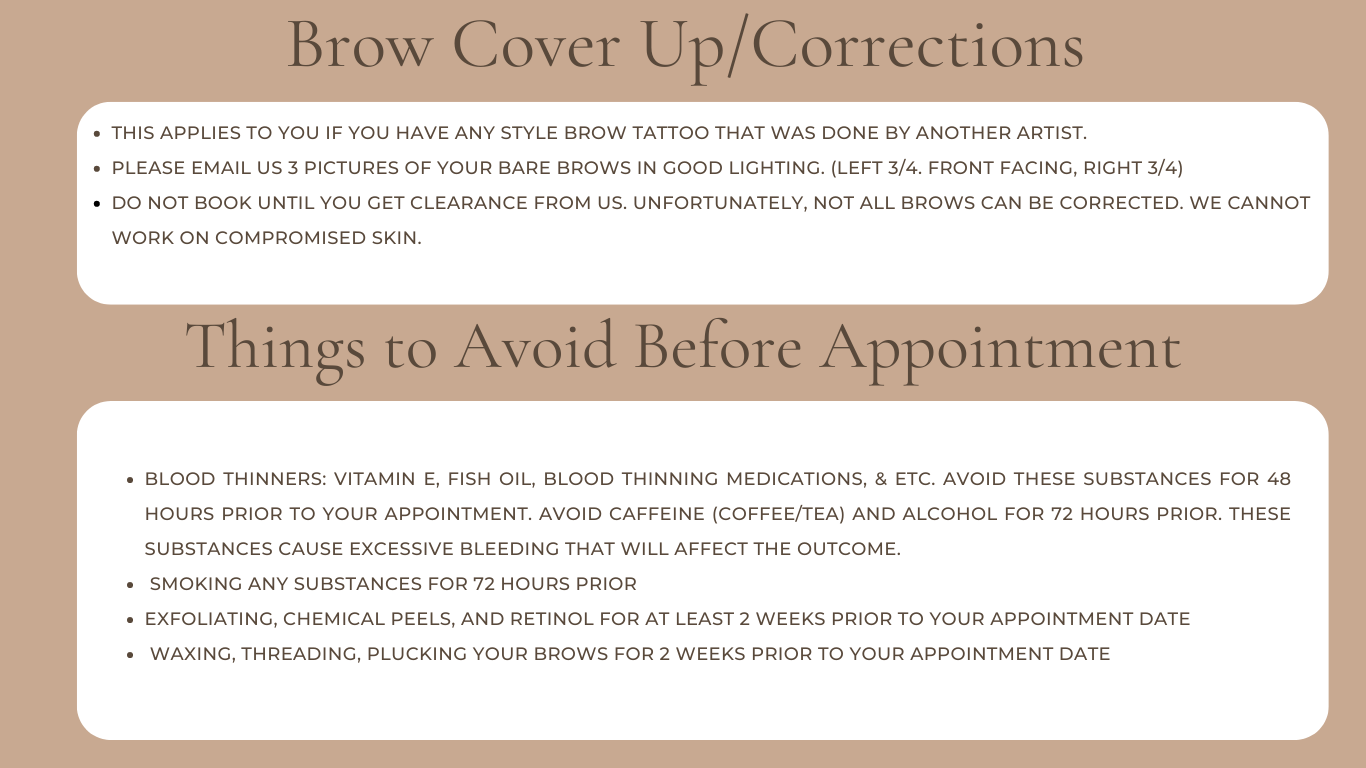 Brow Cover Up/Corrections
• THIS APPLIES TO YOU IF YOU HAVE ANY STYLE BROW TATTOO THAT WAS DONE BY ANOTHER ARTIST.
• PLEASE EMAIL US 3 PICTURES OF YOUR BARE BROWS IN GOOD LIGHTING. (LEFT 3/4. FRONT FACING, RIGHT 3/4)
• DO NOT BOOK UNTIL YOU GET CLEARANCE FROM US. UNFORTUNATELY, NOT ALL BROWS CAN BE CORRECTED. WE CANNOT
WORK ON COMPROMISED SKIN.
Things to Avoid Before Appointment
• BLOOD THINNERS: VITAMIN E, FISH OIL, BLOOD THINNING MEDICATIONS, & ETC. AVOID THESE SUBSTANCES FOR 48
HOURS PRIOR TO YOUR APPOINTMENT. AVOID CAFFEINE (COFFEE/TEA) AND ALCOHOL FOR 72 HOURS PRIOR. THESE
SUBSTANCES CAUSE EXCESSIVE BLEEDING THAT WILL AFFECT THE OUTCOME.
• SMOKING ANY SUBSTANCES FOR 72 HOURS PRIOR
• EXFOLIATING, CHEMICAL PEELS, AND RETINOL FOR AT LEAST 2 WEEKS PRIOR TO YOUR APPOINTMENT DATE
• WAXING, THREADING, PLUCKING YOUR BROWS FOR 2 WEEKS PRIOR TO YOUR APPOINTMENT DATE